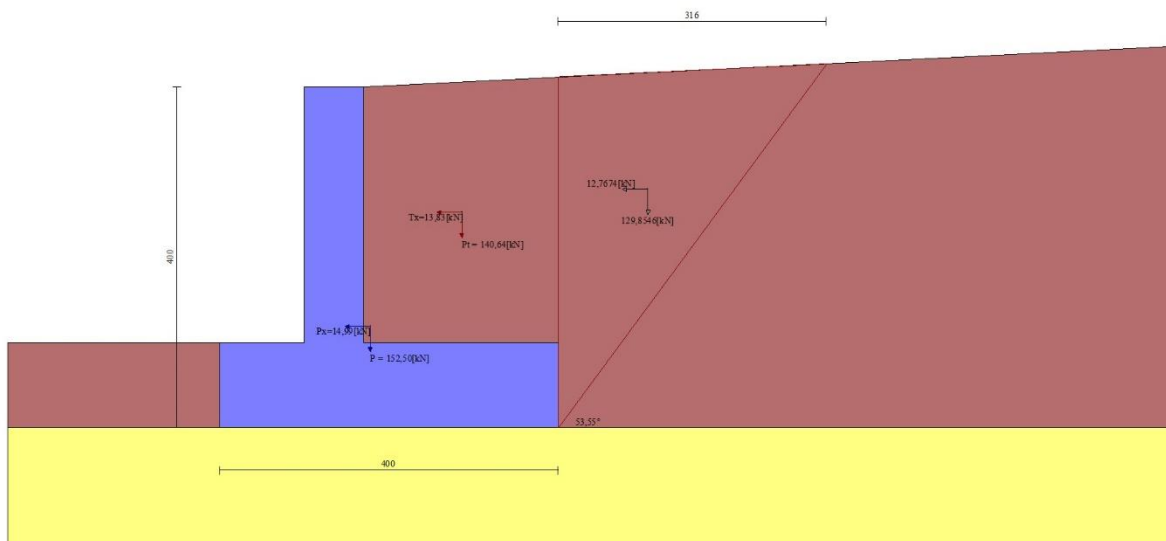 316
12,7674[kN]
129,8546[kN]
Tx=13,83[kN]
Pt = 140,64[kN]
400
Px=14,99[kN]
P = 152,50[kN]
53,55°
400